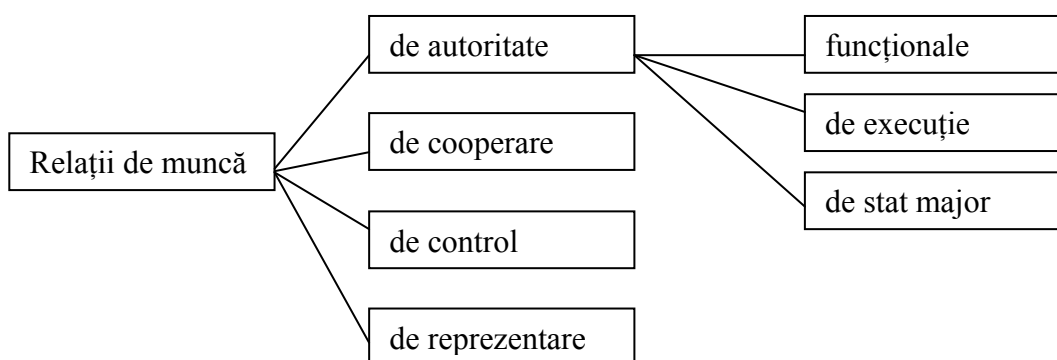 Relații de muncă
de autoritate
de cooperare
de control
de reprezentare
funcționale
de execuție
de stat major